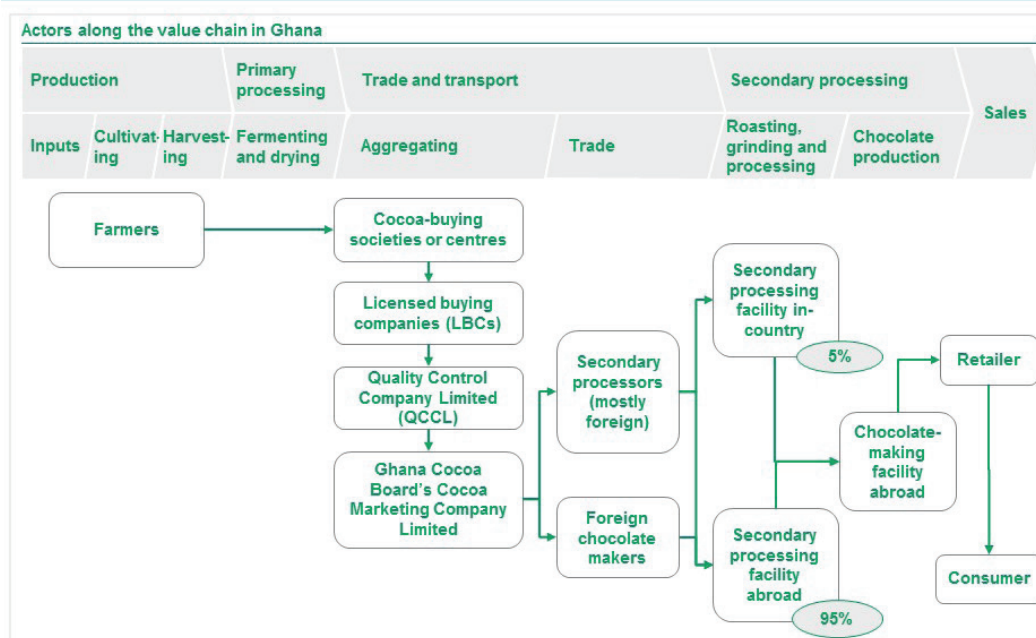 Actors along the value chain in Ghana
Production
Primary
processing
Trade and transport
Secondary processing
Sales
Inputs
Cultivat-
ing
Harvest-
ing
Fermenting
and drying
Aggregating
Trade
Roasting,
grinding and
processing
Chocolate
production
Farmers
Cocoa-buying
societies or centres
Licensed buying
companies (LBCs)
Quality Control
Company Limited
(QCCL)
Ghana Cocoa
Board's Cocoa
Marketing Company
Limited
Secondary
processors
(mostly
foreign)
Foreign
chocolate
makers
Secondary
processing
facility in-
country
5%
Secondary
processing
facility
abroad
95%
Chocolate-
making
facility
abroad
Retailer
Consumer